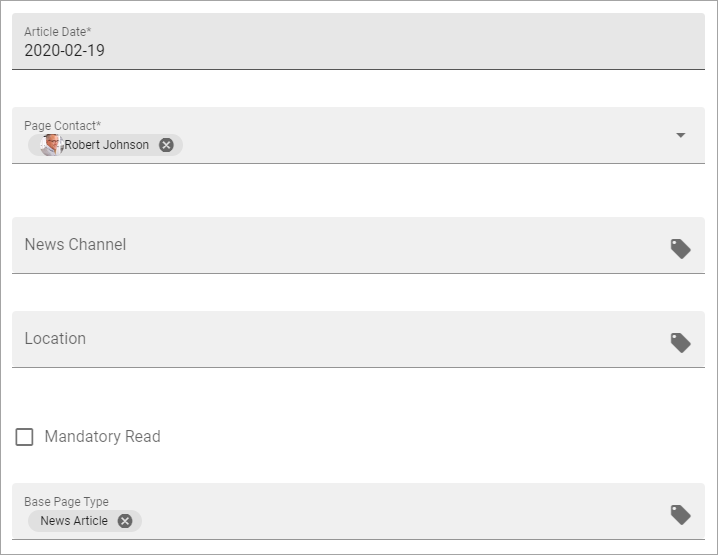 Article Date*
2020-02-19
Page Contact*
Robert Johnson
News Channel
Location
Mandatory Read
Base Page Type
News Article